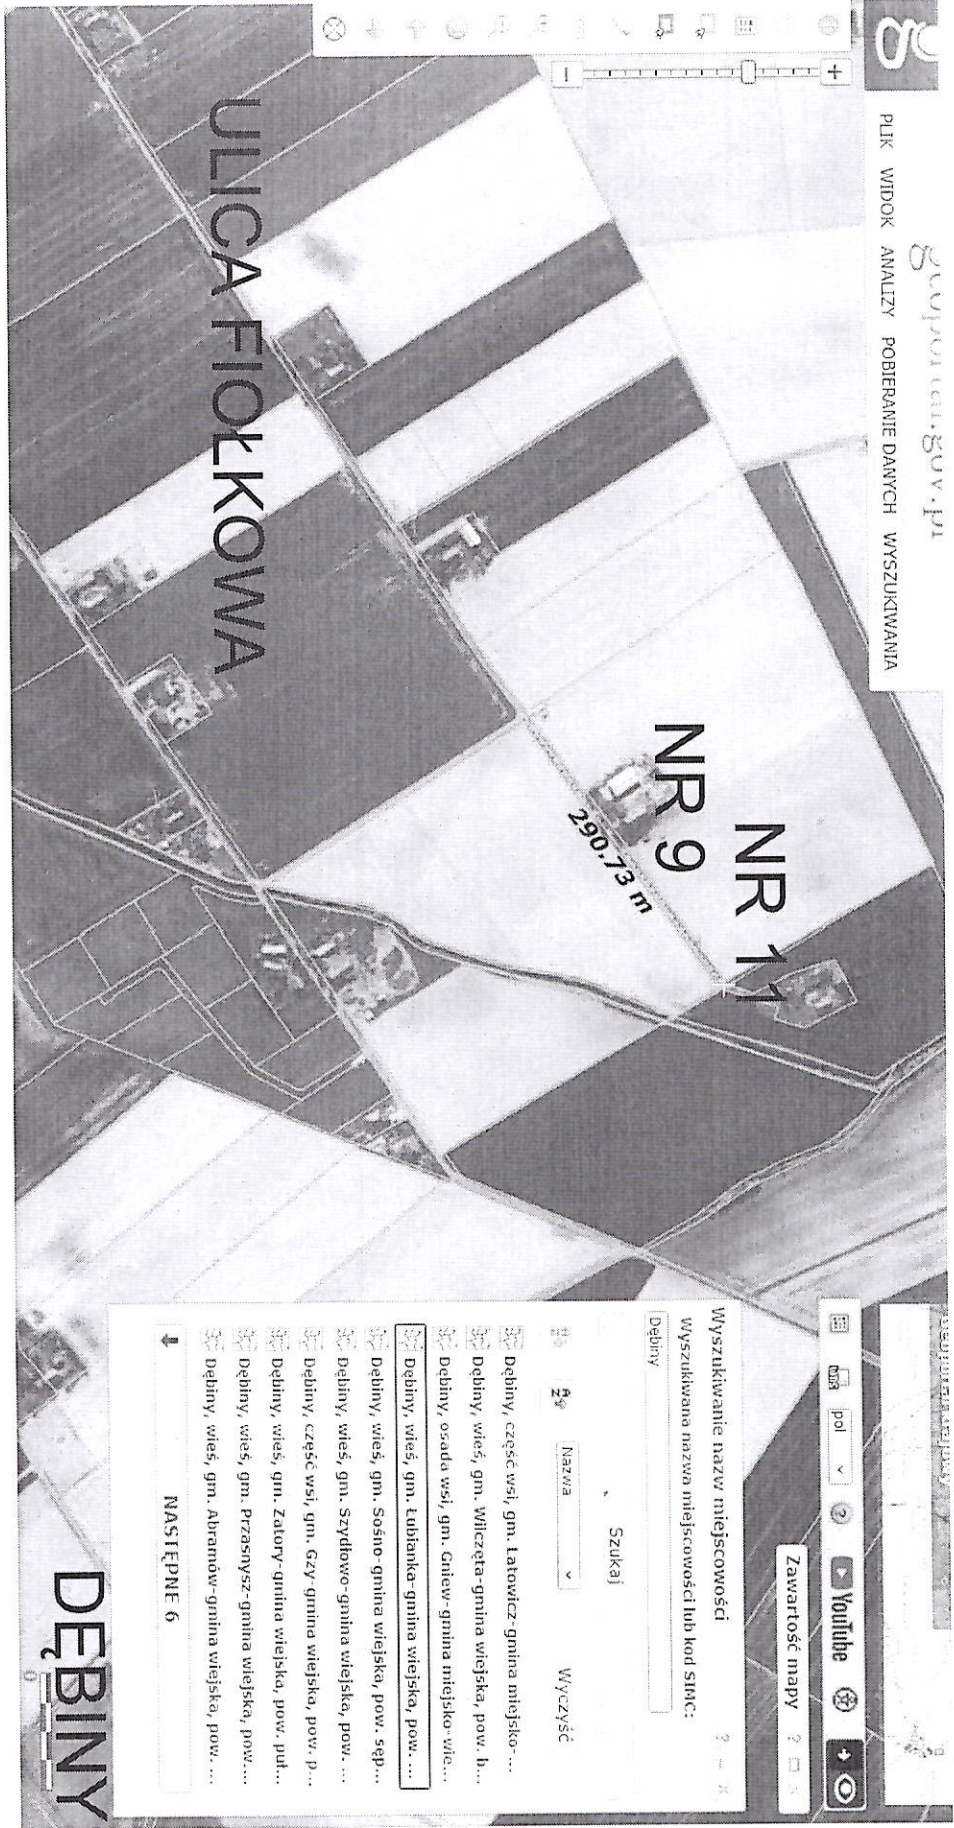 geoportal.gov.pl
PLIK WIDOK ANALIZY POBIERANIE DANYCH WYSZUKIWANIA
+
−
NR 11
NR 9
290.73 m
ULICA FIOŁKOWA
pol
?
YouTube
Zawartość mapy ? □ ×
Wyszukiwanie nazw miejscowości ? − ×
Wyszukiwana nazwa miejscowości lub kod SIMC:
Dębiny
Szukaj Wyczyść
Nazwa
Dębiny, część wsi, gm. Latowicz-gmina miejsko-...
Dębiny, wieś, gm. Wilczęta-gmina wiejska, pow. b...
Dębiny, osada wsi, gm. Gniew-gmina miejsko-wie...
Dębiny, wieś, gm. Łubianka-gmina wiejska, pow. ...
Dębiny, wieś, gm. Sośno-gmina wiejska, pow. sęp...
Dębiny, wieś, gm. Szydłowo-gmina wiejska, pow. ...
Dębiny, część wsi, gm. Gzy-gmina wiejska, pow. p...
Dębiny, wieś, gm. Zatory-gmina wiejska, pow. puł...
Dębiny, wieś, gm. Przasnysz-gmina wiejska, pow....
Dębiny, wieś, gm. Abramów-gmina wiejska, pow. ...
NASTĘPNE 6
DĘBINY
0